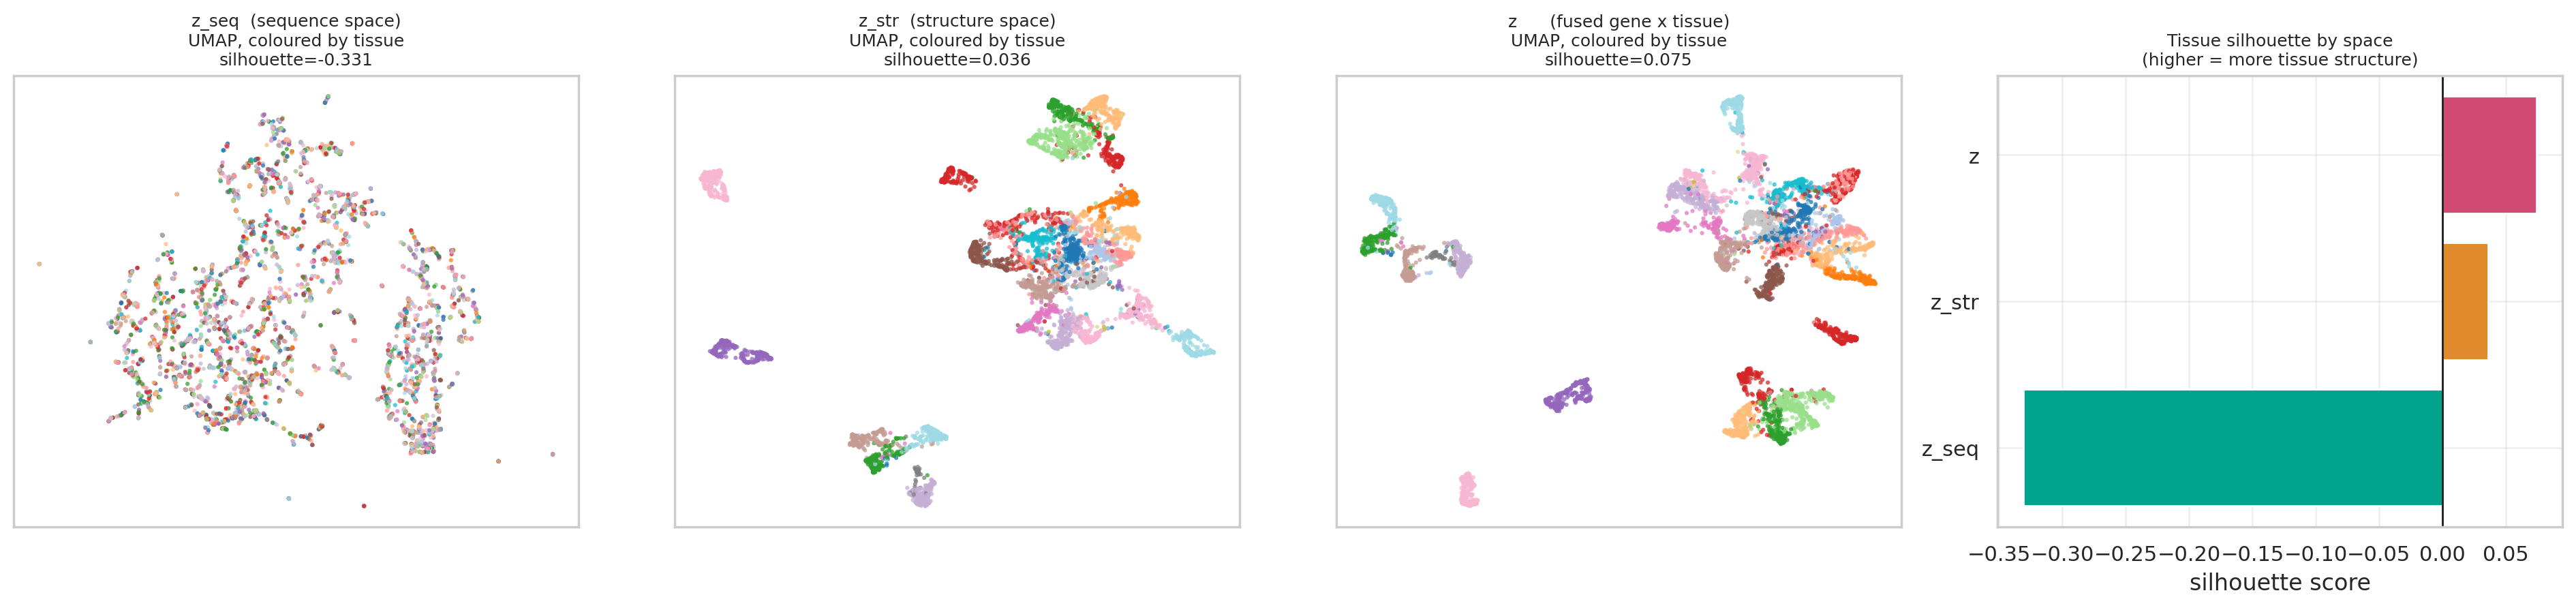 z_seq  (sequence space)
UMAP, coloured by tissue
silhouette=-0.331
z_str  (structure space)
UMAP, coloured by tissue
silhouette=0.036
z      (fused gene x tissue)
UMAP, coloured by tissue
silhouette=0.075
Tissue silhouette by space
(higher = more tissue structure)
z
z_str
z_seq
−0.35 −0.30 −0.25 −0.20 −0.15 −0.10 −0.05 0.00 0.05
silhouette score